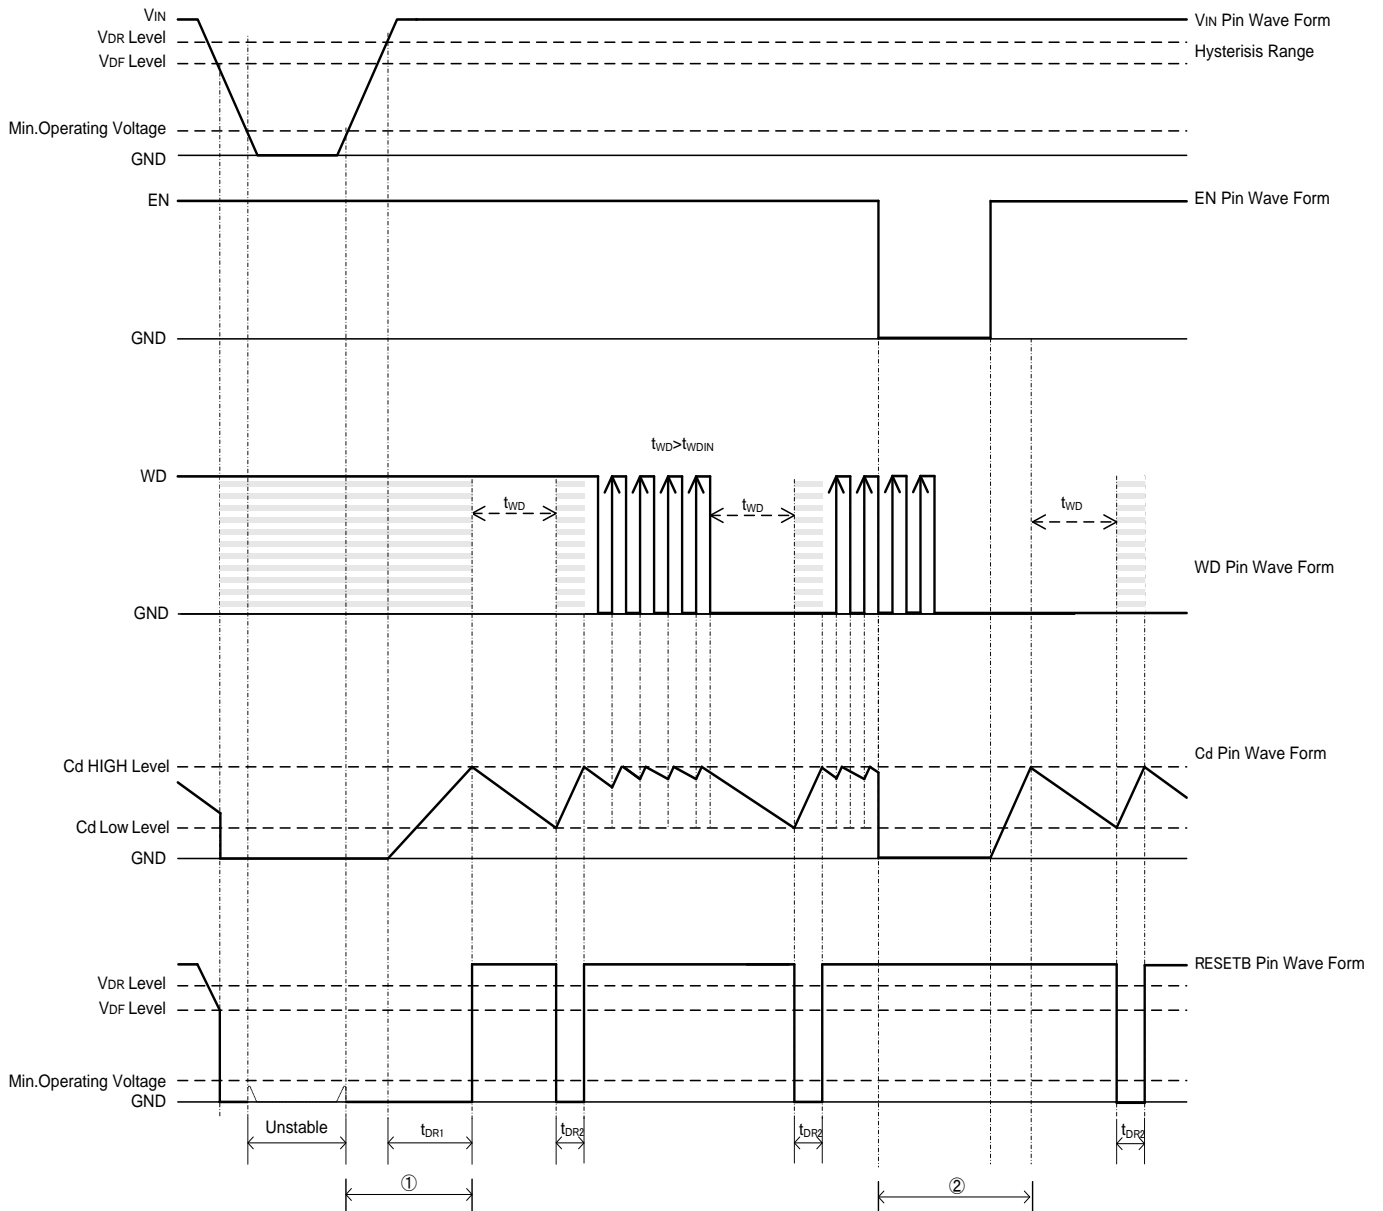 VIN
VIN Pin Wave Form
VDR Level
Hysterisis Range
VDF Level
Min.Operating Voltage
GND
EN
EN Pin Wave Form
GND
tWD>tWDIN
WD
tWD
tWD
tWD
WD Pin Wave Form
GND
Cd Pin Wave Form
Cd HIGH Level
Cd Low Level
GND
RESETB Pin Wave Form
VDR Level
VDF Level
Min.Operating Voltage
GND
Unstable
tDR1
tDR2
tDR2
tDR2
①
②